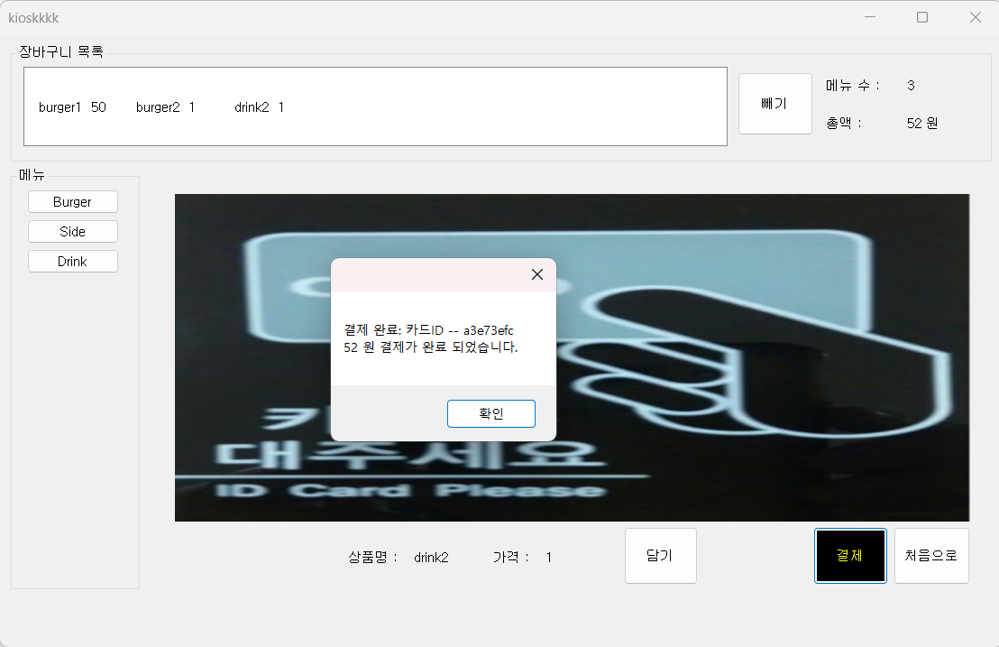 kioskkkk
장바구니 목록
burger1 50 burger2 1 drink2 1
빼기
메뉴 수 : 3
총액 : 52 원
메뉴
Burger
Side
Drink
결제 완료: 카드ID -- a3e73efc
52 원 결제가 완료 되었습니다.
확인
대주세요
ID Card Please
상품명 : drink2 가격 : 1
담기
결제
처음으로